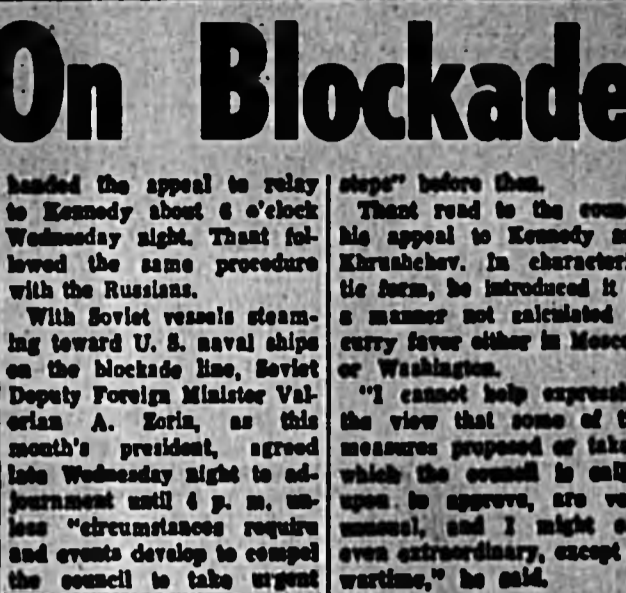 On Blockade
handed the appeal to relay
to Kennedy about 6 o'clock
Wednesday night. Thant fol-
lowed the same procedure
with the Russians.
With Soviet vessels steam-
ing toward U. S. naval ships
on the blockade line, Soviet
Deputy Foreign Minister Val-
erian A. Zorin, as this
month's president, agreed
late Wednesday night to ad-
journment until 4 p. m. un-
less "circumstances require
and events develop to compel
the council to take urgent
steps" before then.
Thant read to the coun
his appeal to Kennedy a
Khrushchev. In characteri
tic form, he introduced it
a manner not calculated
curry favor either in Mosco
or Washington.
"I cannot help expressi
the view that some of t
measures proposed or take
which the council is call
upon to approve, are ve
unusual, and I might
even extraordinary, except
wartime," he said.